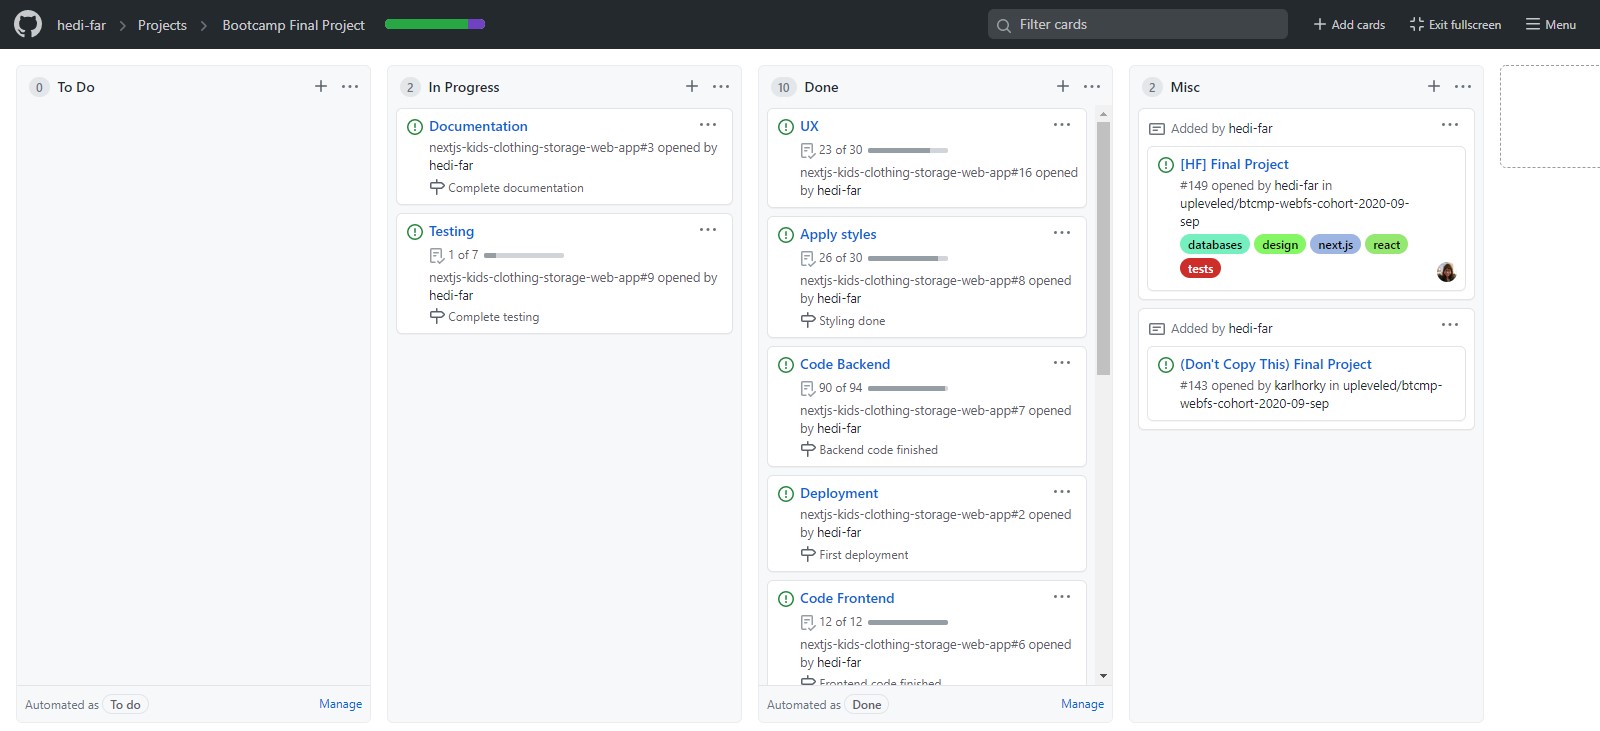 hedi-far
Projects
Bootcamp Final Project
Filter cards
Add cards
Exit fullscreen
Menu
0 To Do
Automated as To do
Manage
2 In Progress
Documentation
nextjs-kids-clothing-storage-web-app#3 opened by
hedi-far
Complete documentation
Testing
1 of 7
nextjs-kids-clothing-storage-web-app#9 opened by
hedi-far
Complete testing
10 Done
UX
23 of 30
nextjs-kids-clothing-storage-web-app#16 opened
by hedi-far
Apply styles
26 of 30
nextjs-kids-clothing-storage-web-app#8 opened
by hedi-far
Styling done
Code Backend
90 of 94
nextjs-kids-clothing-storage-web-app#7 opened
by hedi-far
Backend code finished
Deployment
nextjs-kids-clothing-storage-web-app#2 opened
by hedi-far
First deployment
Code Frontend
12 of 12
nextjs-kids-clothing-storage-web-app#6 opened
by hedi-far
Frontend code finished
Automated as Done
Manage
2 Misc
Added by hedi-far
[HF] Final Project
#149 opened by hedi-far in
upleveled/btcmp-webfs-cohort-2020-09-
sep
databases design next.js react
tests
Added by hedi-far
(Don't Copy This) Final Project
#143 opened by karlhorky in upleveled/btcmp-
webfs-cohort-2020-09-sep